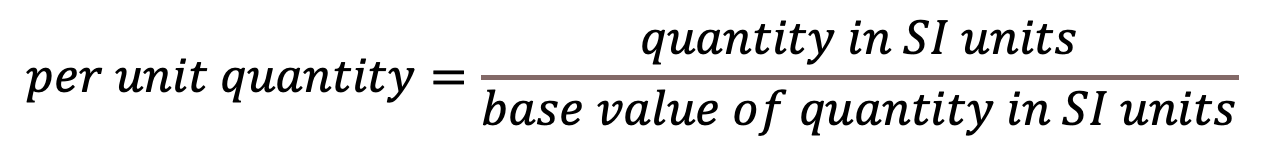 per unit quantity = quantity in SI units / base value of quantity in SI units